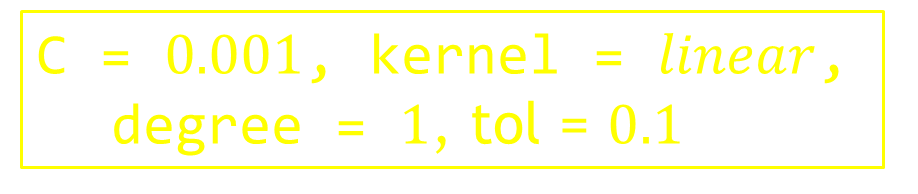 C = 0.001, kernel = linear,
degree = 1, tol = 0.1